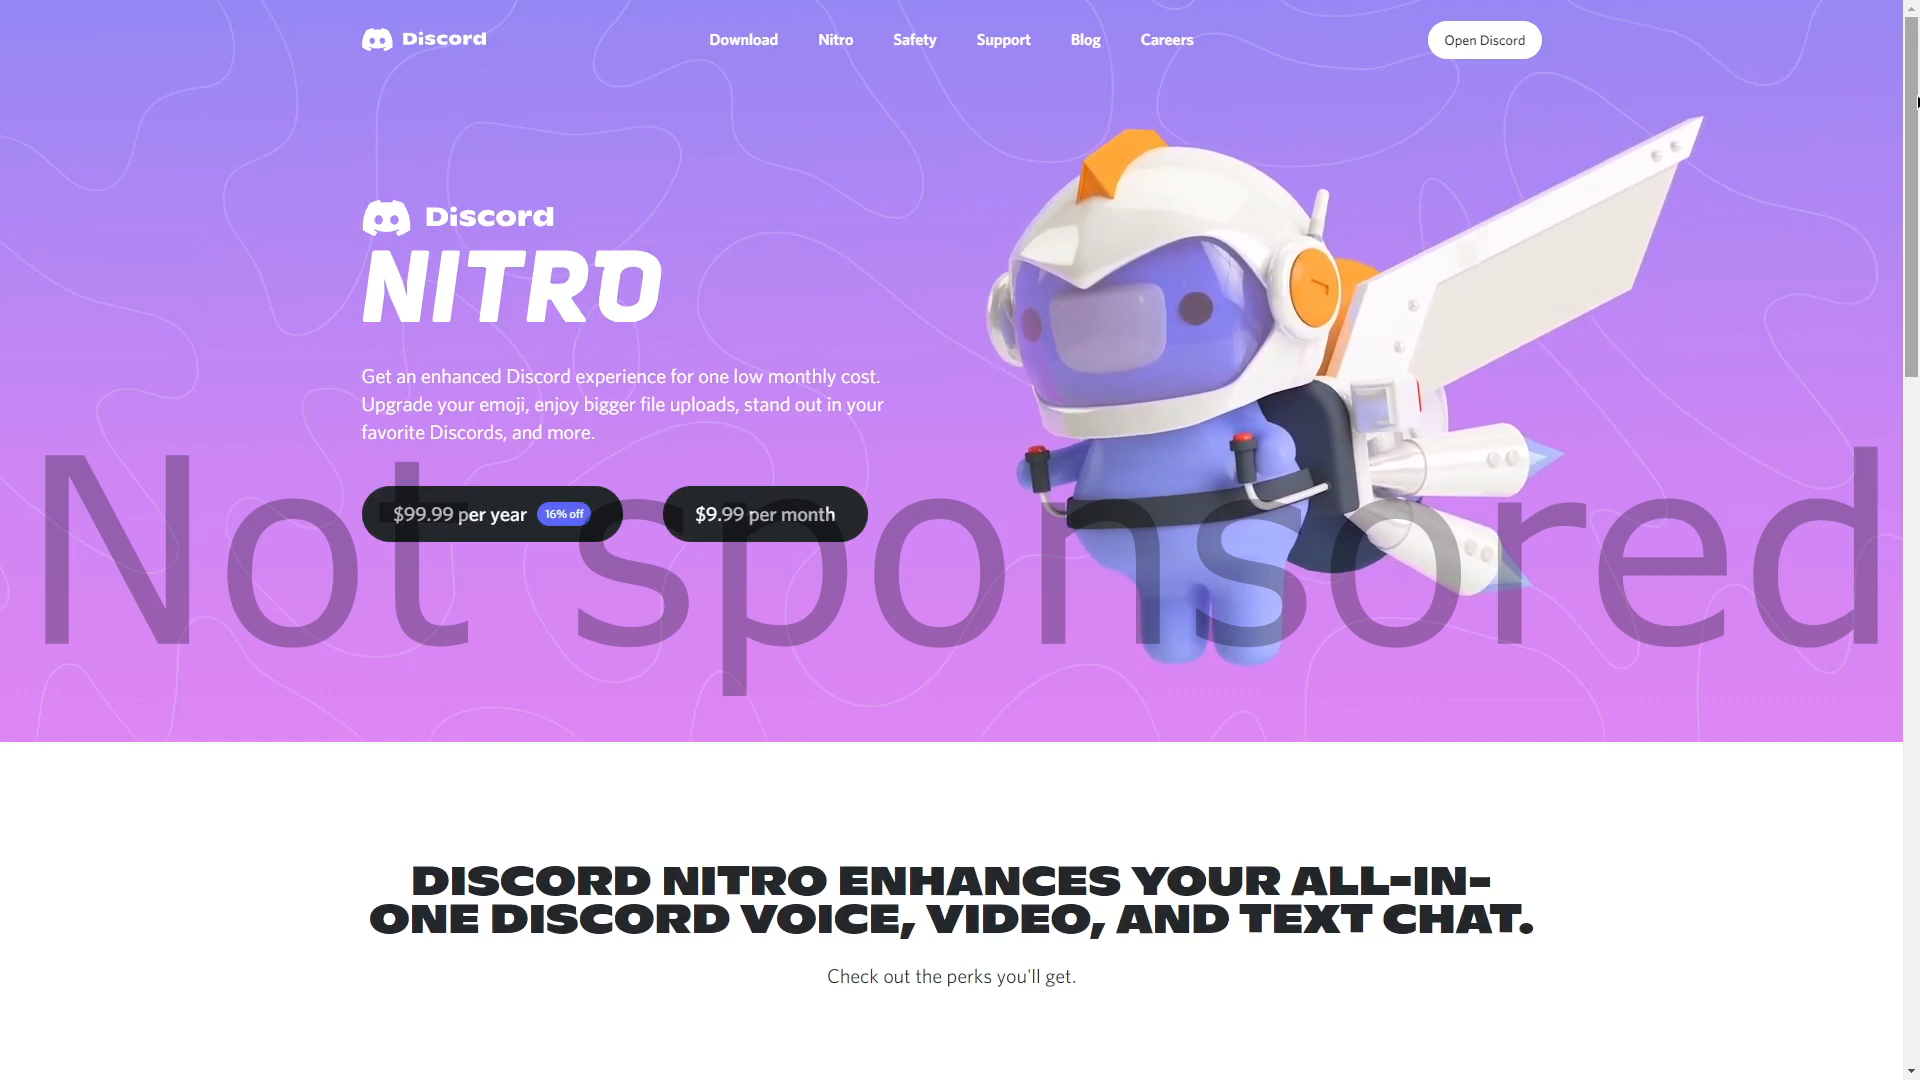 Discord
Download
Nitro
Safety
Support
Blog
Careers
Open Discord
Discord
NITRO
Get an enhanced Discord experience for one low monthly cost.
Upgrade your emoji, enjoy bigger file uploads, stand out in your
favorite Discords, and more.
$99.99 per year 16% off
$9.99 per month
Not sponsored
DISCORD NITRO ENHANCES YOUR ALL-IN-
ONE DISCORD VOICE, VIDEO, AND TEXT CHAT.
Check out the perks you'll get.